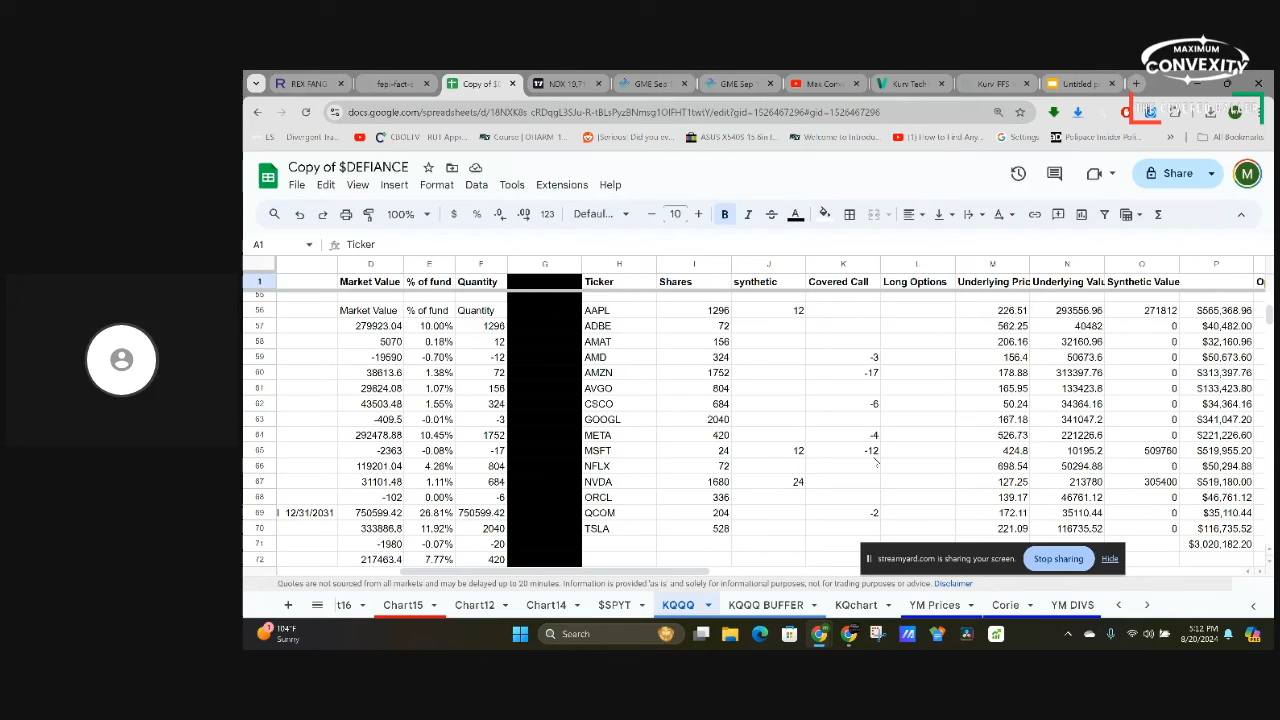 MAXIMUM
CONVEXITY
REX FANG
fepi-fact-s
Copy of $D
NDX 19,71
GME Sep 1
GME Sep 1
Max Conve
Kurv Tech
Kurv FFS
Untitled p
docs.google.com/spreadsheets/d/
/edit?gid=1526467296#gid=1526467296
ES Divergent Tra... CBOE LV RUT Appr... Course | DHARM 1... (Serious) Did you ev... ASUS X540S 15.6in l... Welcome to Introdu... (1) How to Find Any... Settings Polipace Insider Poli... All Bookmarks
Copy of $DEFIANCE
File Edit View Insert Format Data Tools Extensions Help
Share
M
100% $ % .0 .00 123 Defaul... 10 B I A
A1 fx Ticker
D E F G H I J K L M N O P
1 Market Value % of fund Quantity Ticker Shares synthetic Covered Call Long Options Underlying Pric Underlying Valu Synthetic Value Op
55
56 Market Value % of fund Quantity AAPL 1296 12 226.51 293556.96 271812 $565,368.96
57 279923.04 10.00% 1296 ADBE 72 562.25 40482 0 $40,482.00
58 5070 0.18% 12 AMAT 156 206.16 32160.96 0 $32,160.96
59 -19590 -0.70% -12 AMD 324 -3 156.4 50673.6 0 $50,673.60
60 38613.6 1.38% 72 AMZN 1752 -17 178.88 313397.76 0 $313,397.76
61 29824.08 1.07% 156 AVGO 804 165.95 133423.8 0 $133,423.80
62 43503.48 1.55% 324 CSCO 684 -6 50.24 34364.16 0 $34,364.16
63 -409.5 -0.01% -3 GOOGL 2040 167.18 341047.2 0 $341,047.20
64 292478.88 10.45% 1752 META 420 -4 526.73 221226.6 0 $221,226.60
65 -2363 -0.08% -17 MSFT 24 12 -12 424.8 10195.2 509760 $519,955.20
66 119201.04 4.26% 804 NFLX 72 698.54 50294.88 0 $50,294.88
67 31101.48 1.11% 684 NVDA 1680 24 127.25 213780 305400 $519,180.00
68 -102 0.00% -6 ORCL 336 139.17 46761.12 0 $46,761.12
69 12/31/2031 750599.42 26.81% 750599.42 QCOM 204 -2 172.11 35110.44 0 $35,110.44
70 333886.8 11.92% 2040 TSLA 528 221.09 116735.52 0 $116,735.52
71 -1980 -0.07% -20 $3,020,182.20
72 217463.4 7.77% 420
streamyard.com is sharing your screen. Stop sharing Hide
Quotes are not sourced from all markets and may be delayed up to 20 minutes. Information is provided 'as is' and solely for informational purposes, not for trading purposes or advice. Disclaimer
t16 Chart15 Chart12 Chart14 $SPYT KQQQ KQQQ BUFFER KQchart YM Prices Corie YM DIVS
104°F
Sunny
Search
5:12 PM
8/20/2024